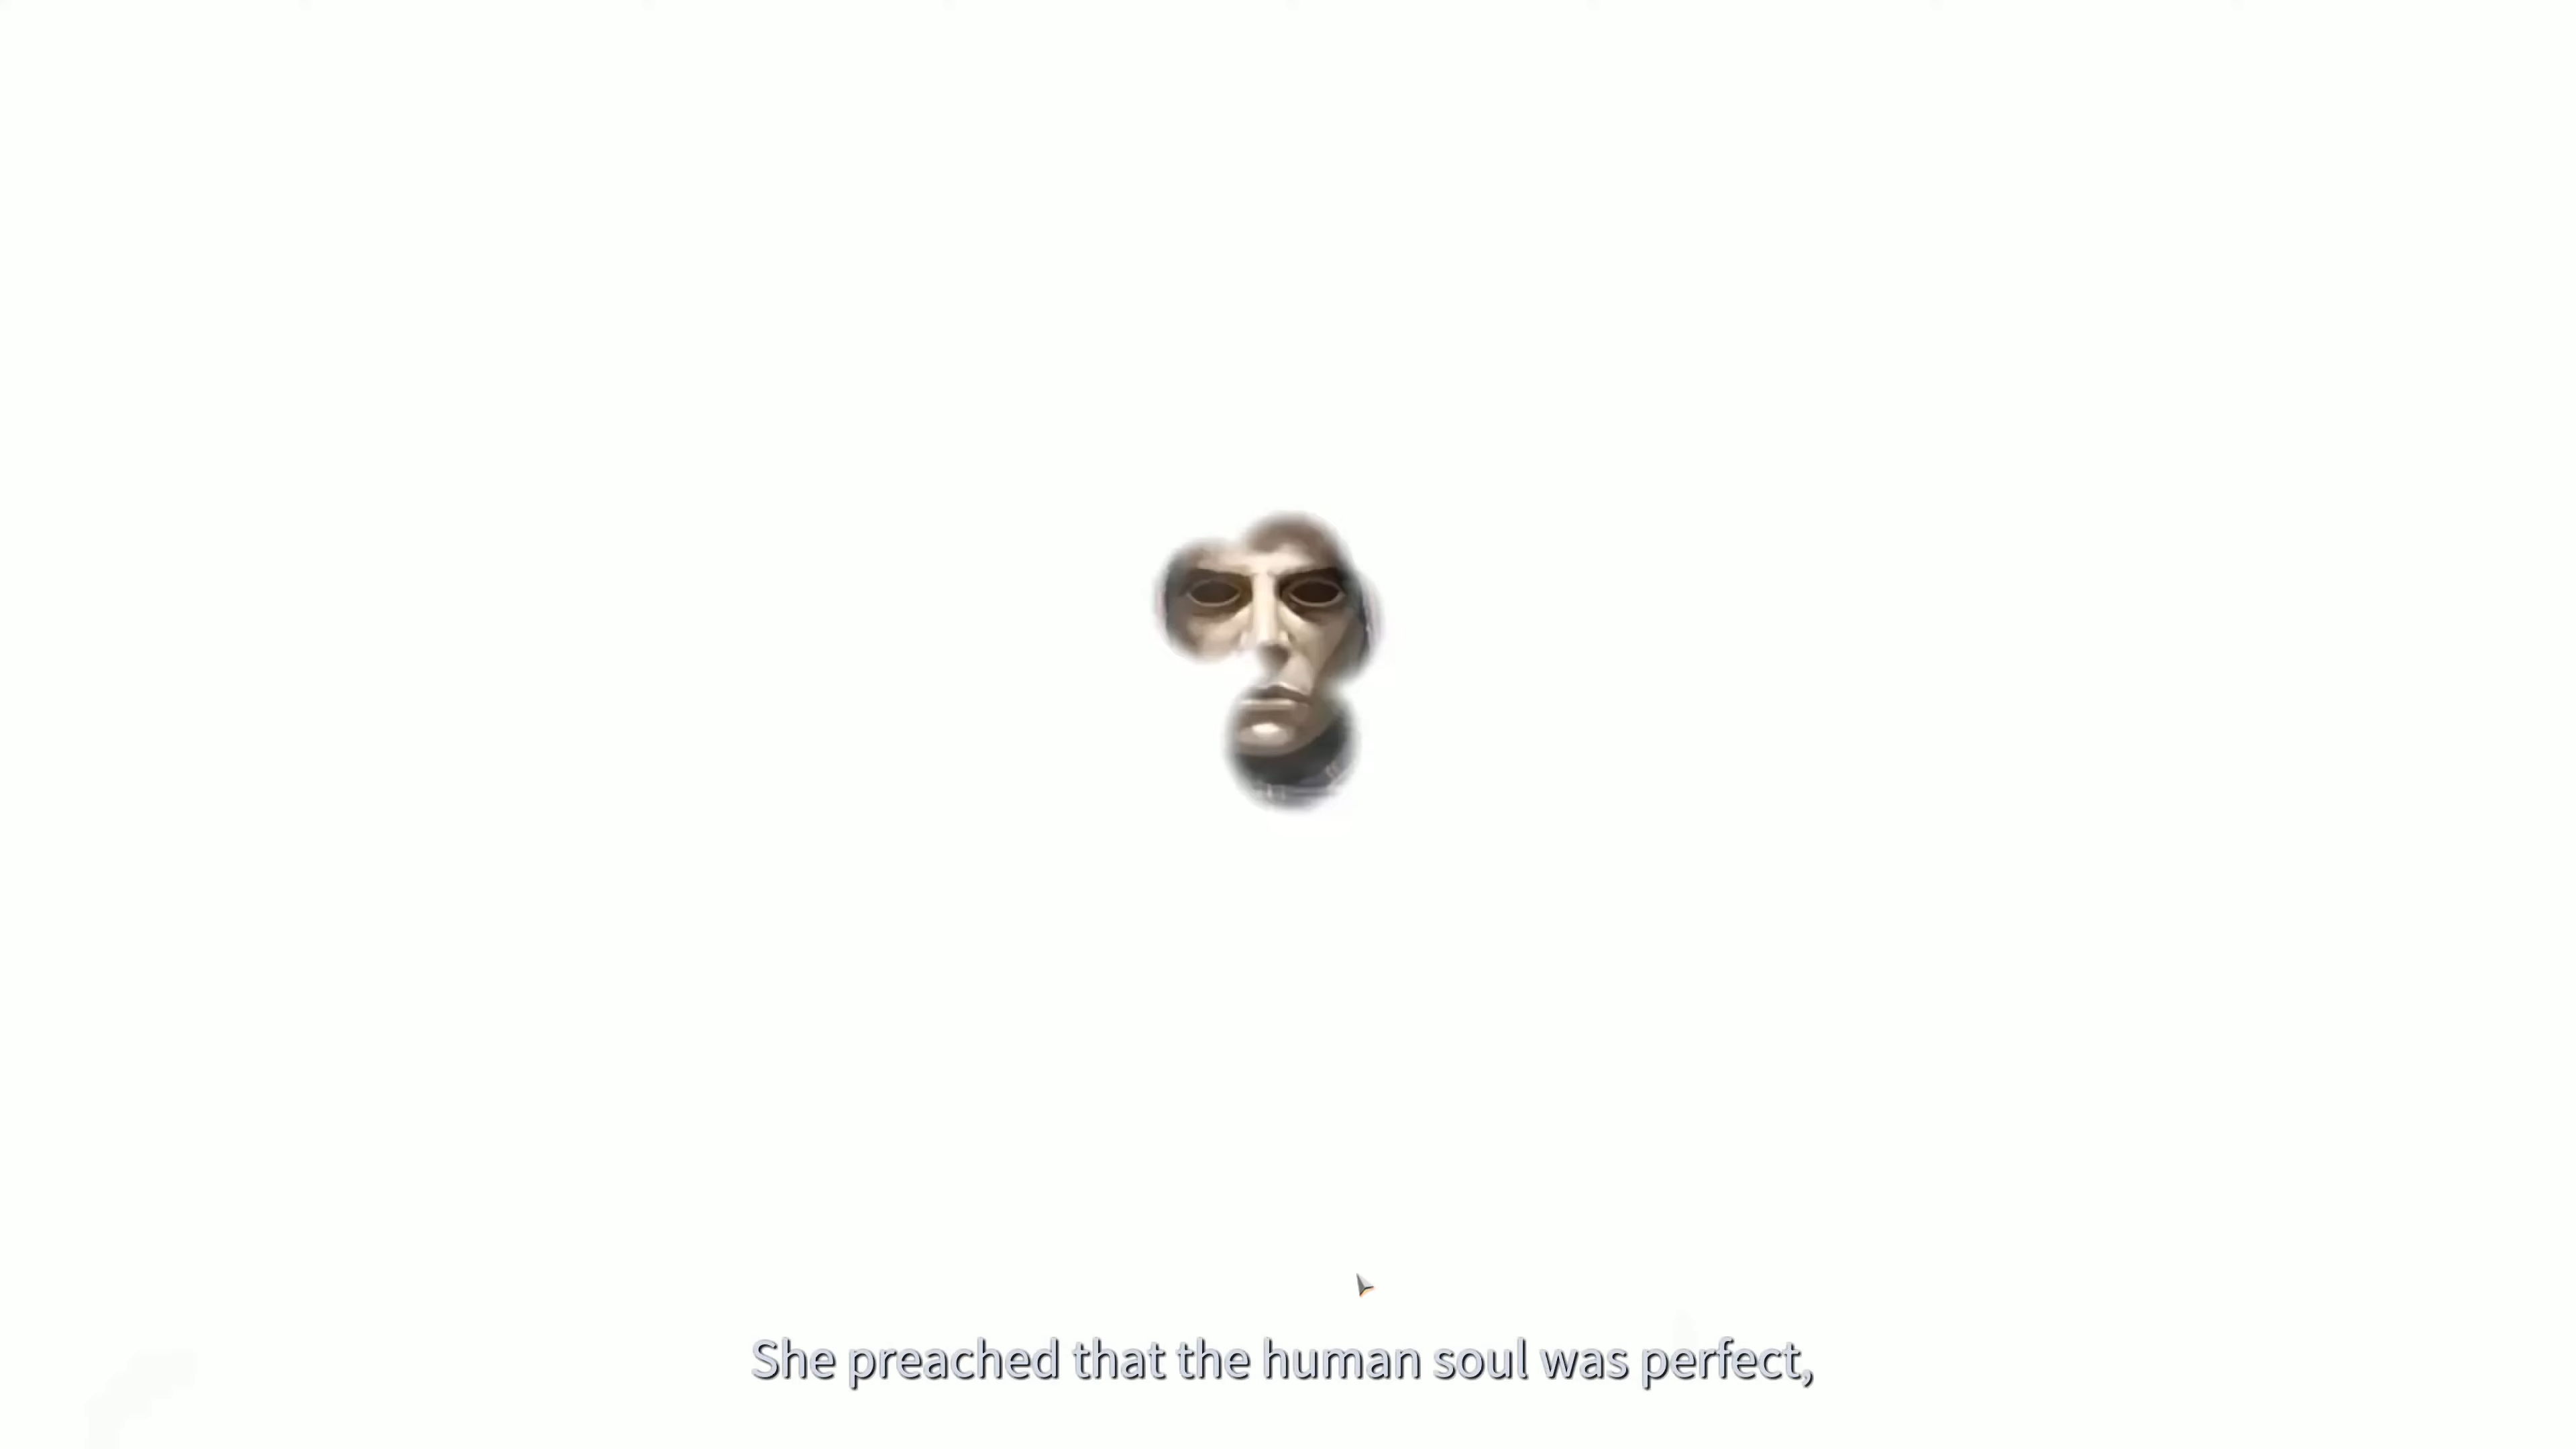 She preached that the human soul was perfect,